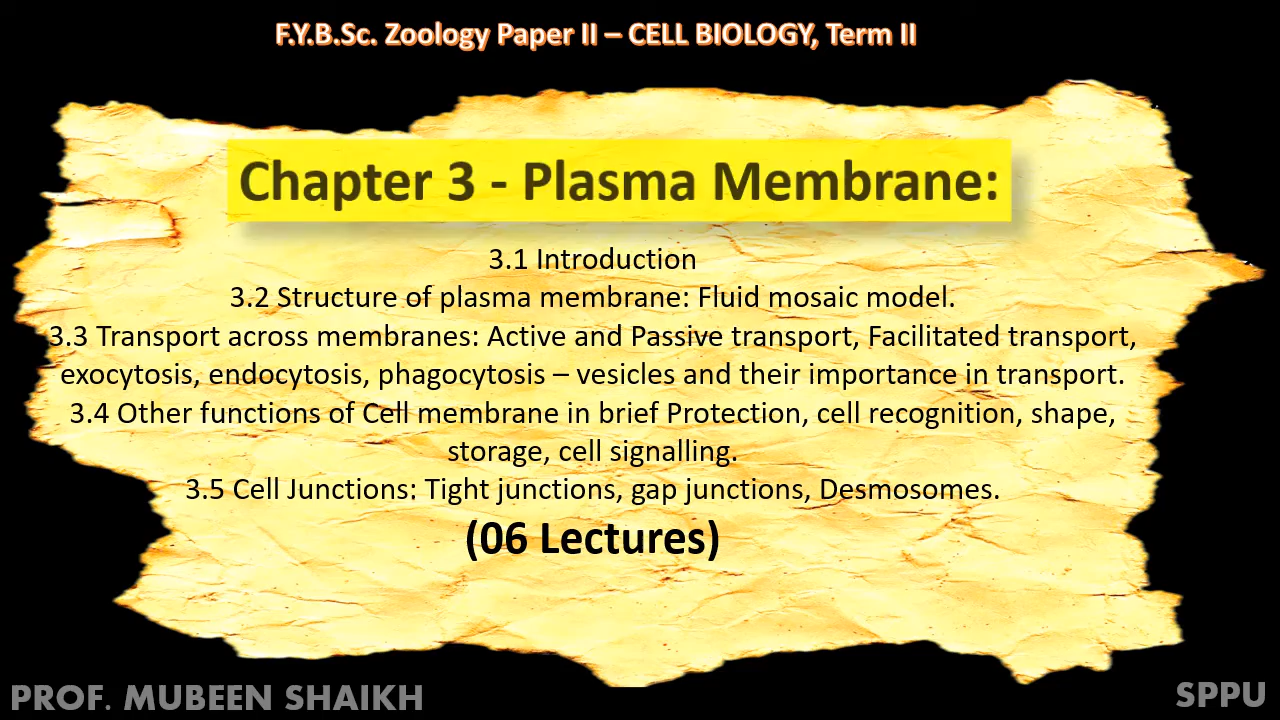 F.Y.B.Sc. Zoology Paper II – CELL BIOLOGY, Term II
Chapter 3 - Plasma Membrane:
3.1 Introduction
3.2 Structure of plasma membrane: Fluid mosaic model.
3.3 Transport across membranes: Active and Passive transport, Facilitated transport,
exocytosis, endocytosis, phagocytosis – vesicles and their importance in transport.
3.4 Other functions of Cell membrane in brief Protection, cell recognition, shape,
storage, cell signalling.
3.5 Cell Junctions: Tight junctions, gap junctions, Desmosomes.
(06 Lectures)
PROF. MUBEEN SHAIKH
SPPU